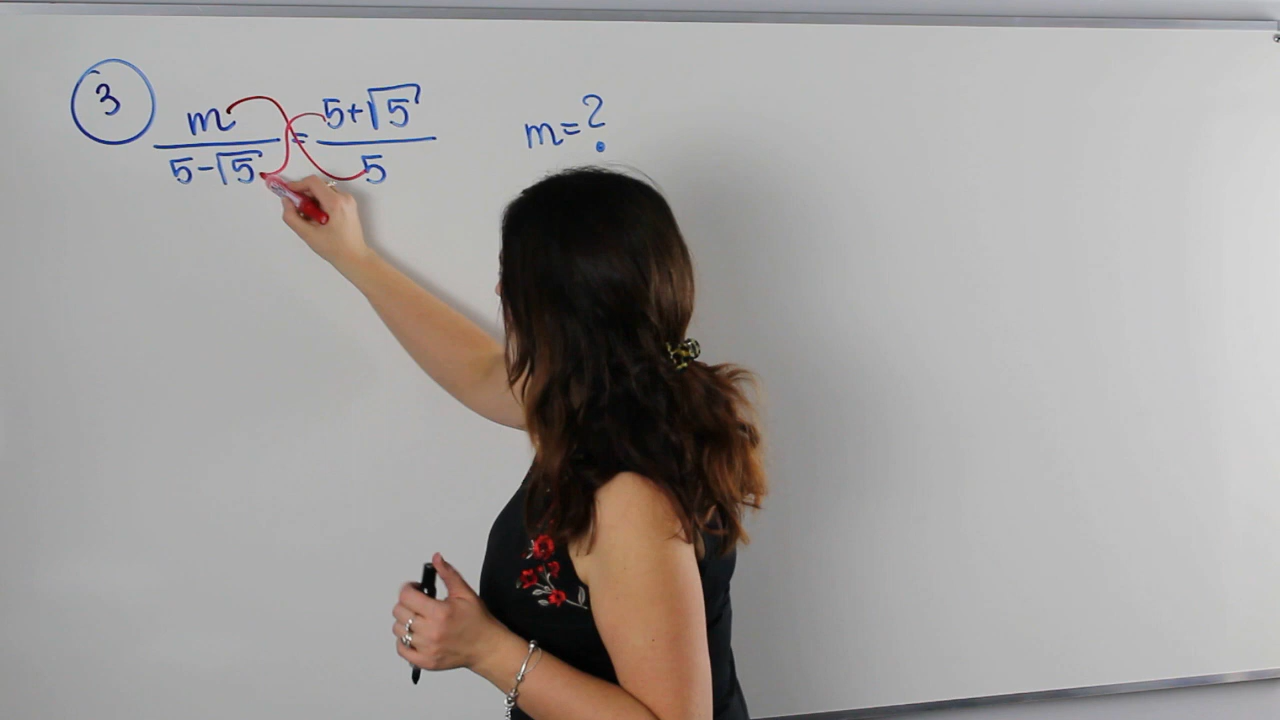 3
m/(5-√5) = (5+√5)/5
m=?